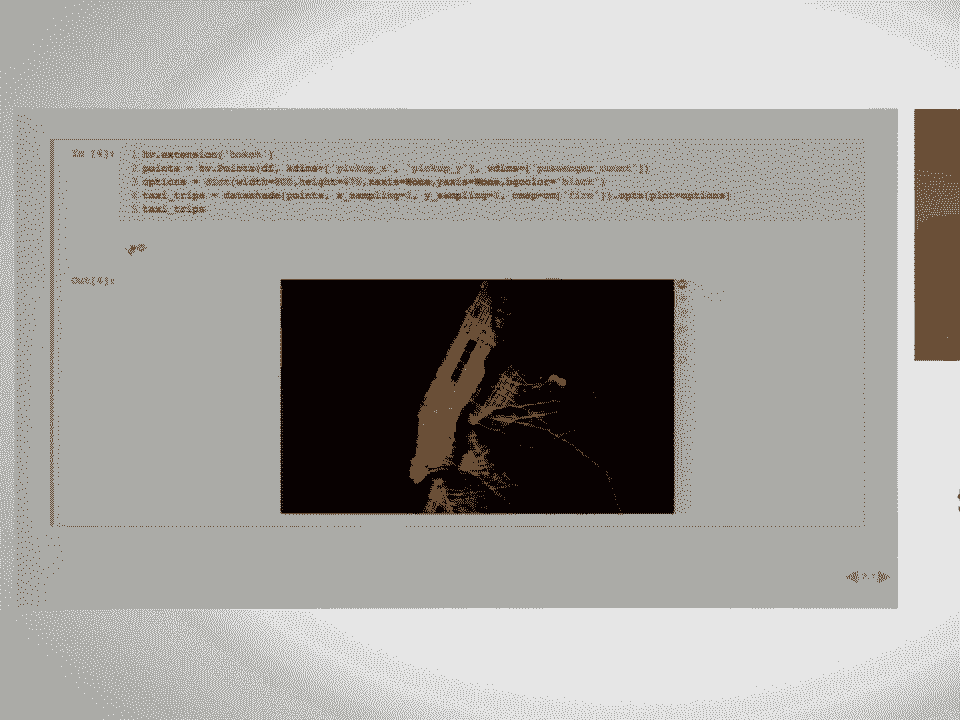 In [4]:
1 hv.extension('bokeh')
2 points = hv.Points(df, kdims=['pickup_x', 'pickup_y'], vdims=['passenger_count'])
3 options = dict(width=800,height=475,xaxis=None,yaxis=None,bgcolor='black')
4 taxi_trips = datashade(points, x_sampling=1, y_sampling=1, cmap=cm['fire']).opts(plot=options)
5 taxi_trips
Out[4]: